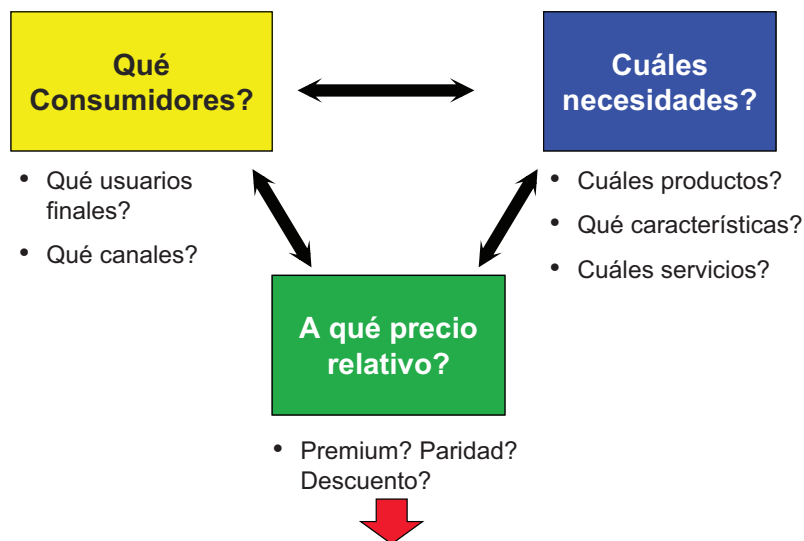 Qué
Consumidores?
Cuáles
necesidades?
• Qué usuarios
finales?
• Qué canales?
• Cuáles productos?
• Qué características?
• Cuáles servicios?
A qué precio
relativo?
• Premium? Paridad?
Descuento?